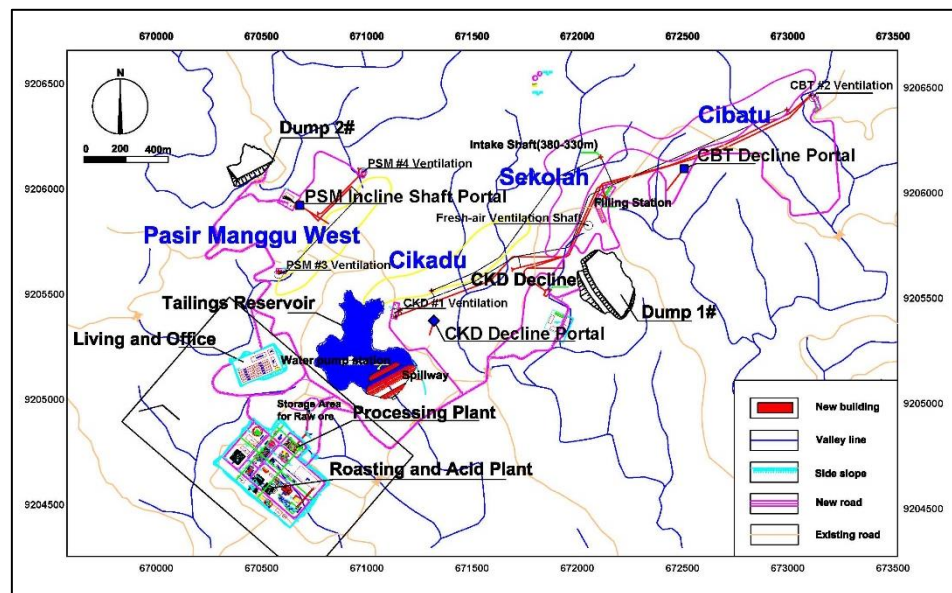 670000 670500 671000 671500 672000 672500 673000 673500
9206500
9206500
N
0 200 400m
CBT #2 Ventilation
Cibatu
Dump 2#
Intake Shaft(380-330m)
PSM #4 Ventilation
Sekolah
CBT Decline Portal
9206000
9206000
PSM Incline Shaft Portal
Filling Station
Fresh-air Ventilation Shaft
Pasir Manggu West
Cikadu
PSM #3 Ventilation
CKD Decline
9205500
9205500
Tailings Reservoir
CKD #1 Ventilation
Dump 1#
Living and Office
CKD Decline Portal
Water pump station
Spillway
9205000
9205000
Storage Area
for Raw ore
Processing Plant
Roasting and Acid Plant
9204500
9204500
New building
Valley line
Side slope
New road
Existing road
670000 670500 671000 671500 672000 672500 673000 673500